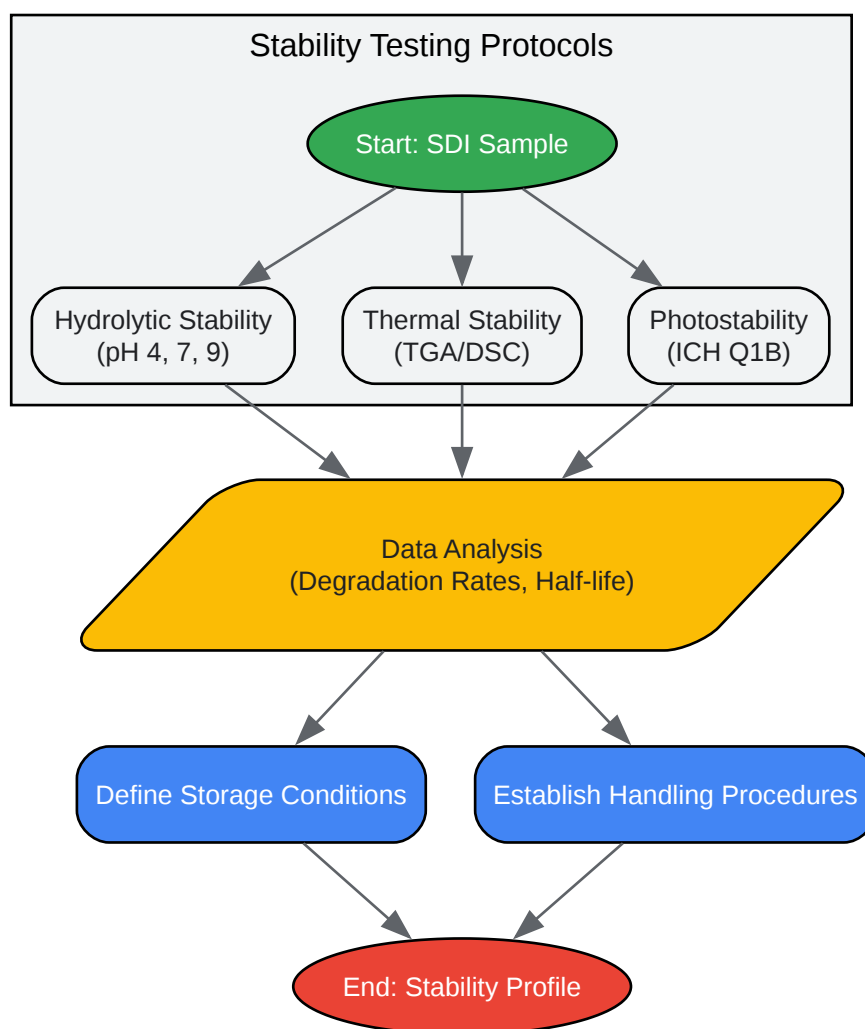 Stability Testing Protocols
Start: SDI Sample
Hydrolytic Stability
(pH 4, 7, 9)
Thermal Stability
(TGA/DSC)
Photostability
(ICH Q1B)
Data Analysis
(Degradation Rates, Half-life)
Define Storage Conditions
Establish Handling Procedures
End: Stability Profile